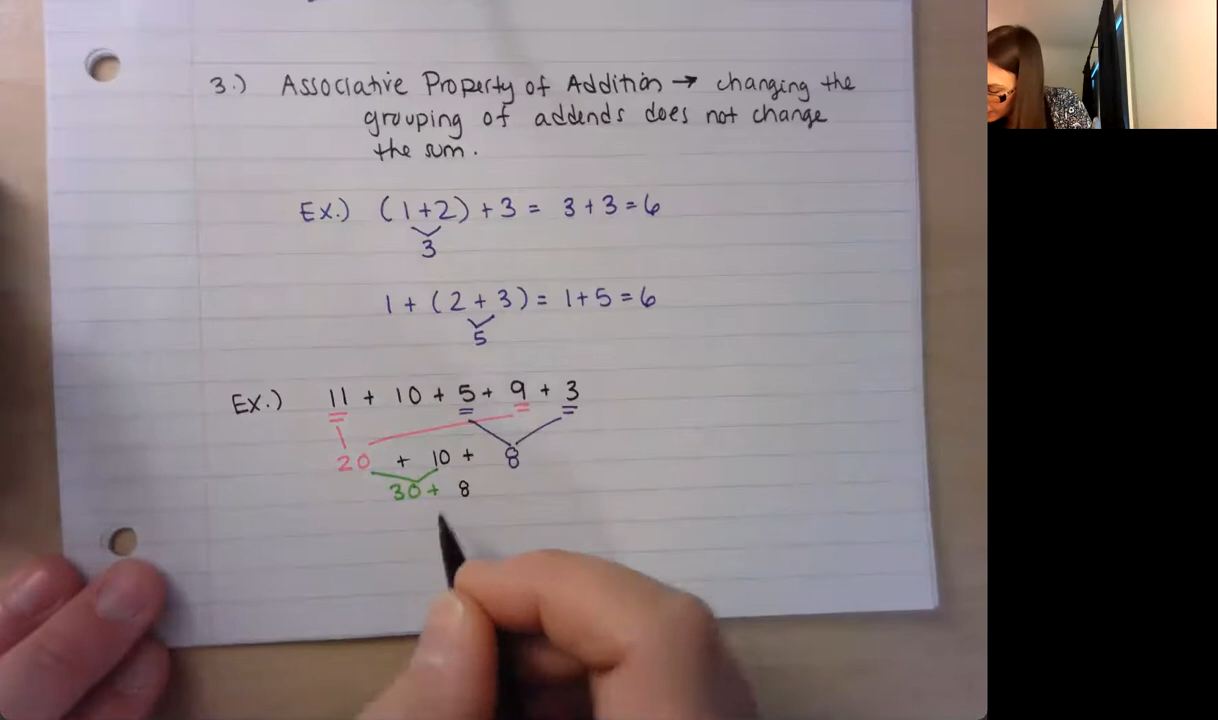 3.) Associative Property of Addition → changing the
grouping of addends does not change
the sum.
Ex.) (1+2) + 3 = 3+3=6
3
1 + (2 + 3) = 1+5=6
5
Ex.) 11 + 10 + 5 + 9 + 3
20 + 10 + 8
30 + 8